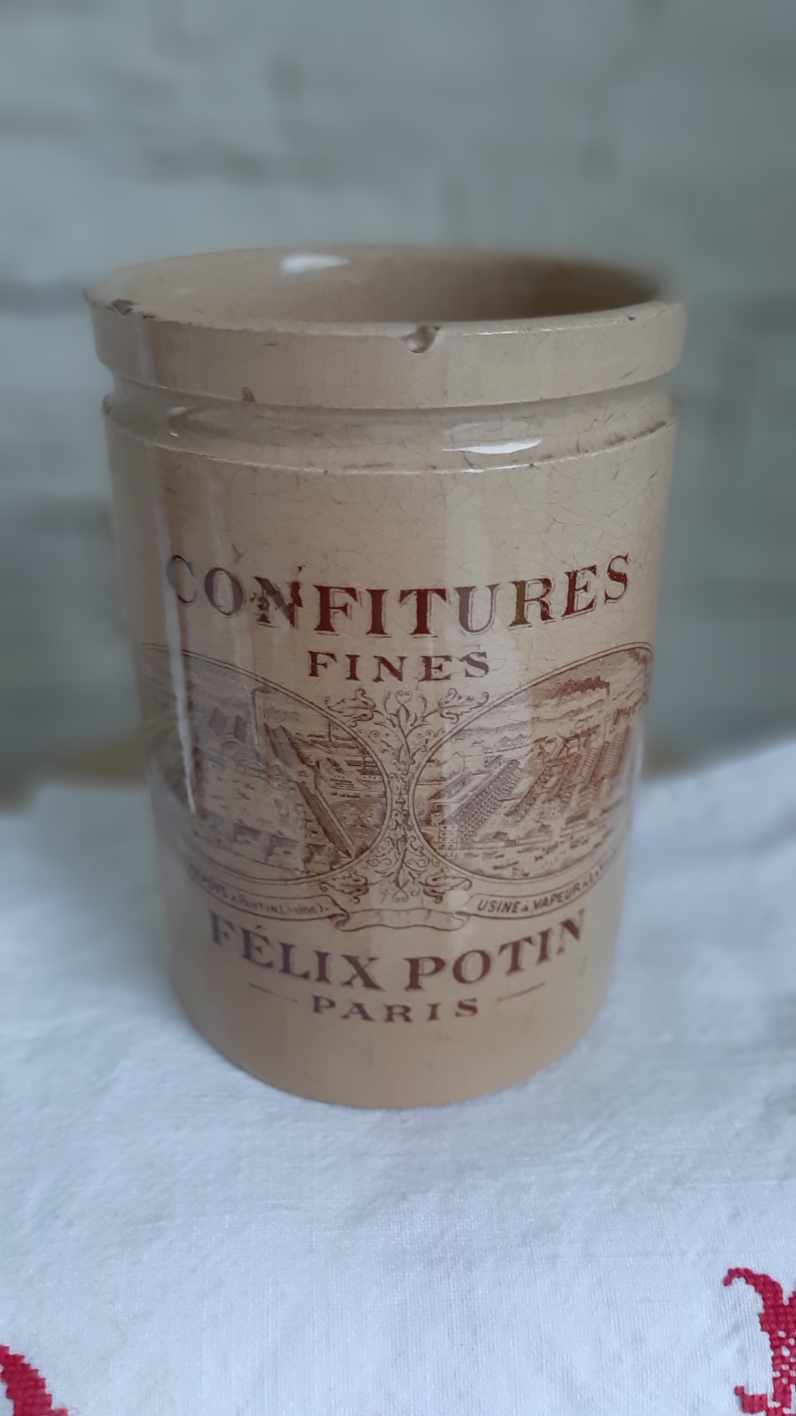 CONFITURES
FINES
USINE À VAPEUR
FÉLIX POTIN
PARIS